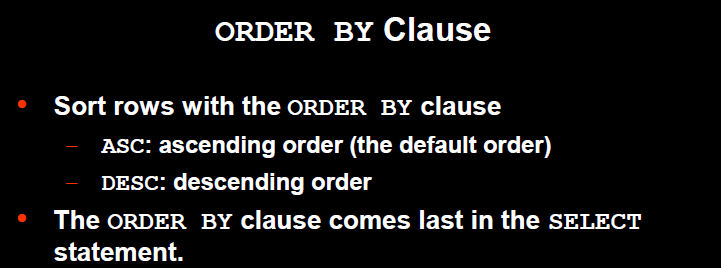 ORDER BY Clause
• Sort rows with the ORDER BY clause
– ASC: ascending order (the default order)
– DESC: descending order
• The ORDER BY clause comes last in the SELECT
statement.